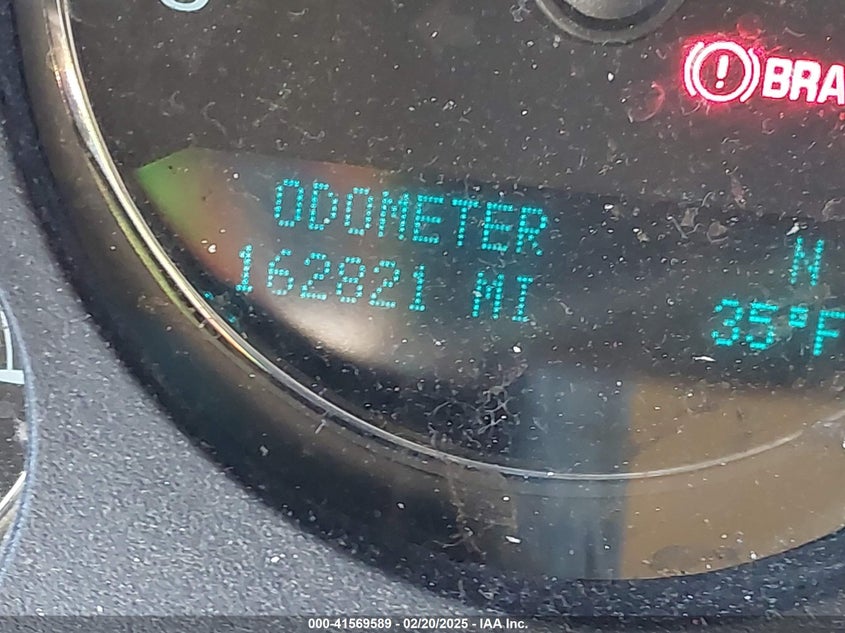 BRA
ODOMETER
N
162821 MI
35°F
000-41569589 - 02/20/2025 - IAA Inc.